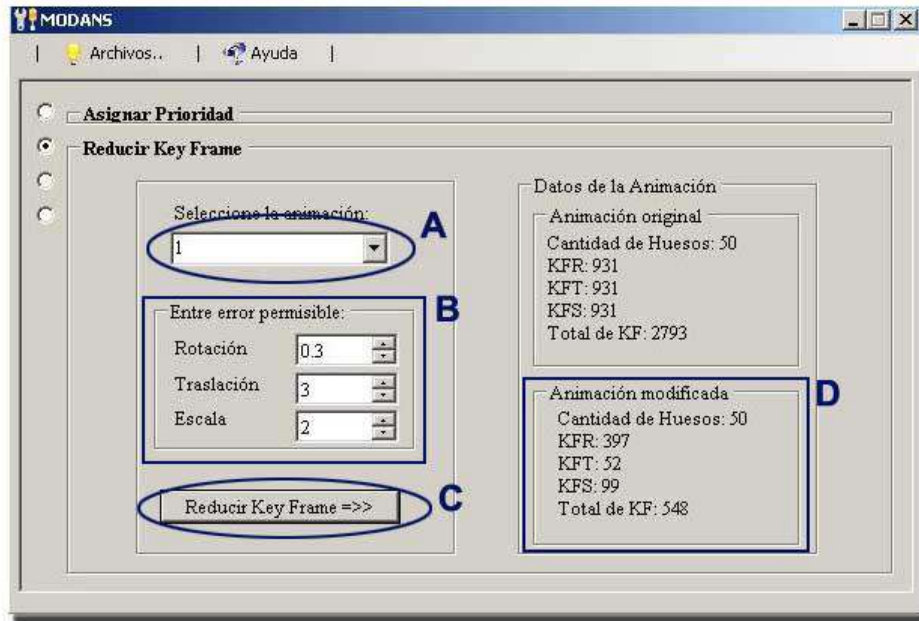 MODANS
| Archivos.. | Ayuda |
Asignar Prioridad
Reducir Key Frame
Seleccione la animación:
A
1
B
Entre error permisible:
Rotación 0.3
Traslación 3
Escala 2
Reducir Key Frame =>>
C
Datos de la Animación
Animación original
Cantidad de Huesos: 50
KFR: 931
KFT: 931
KFS: 931
Total de KF: 2793
D
Animación modificada
Cantidad de Huesos: 50
KFR: 397
KFT: 52
KFS: 99
Total de KF: 548